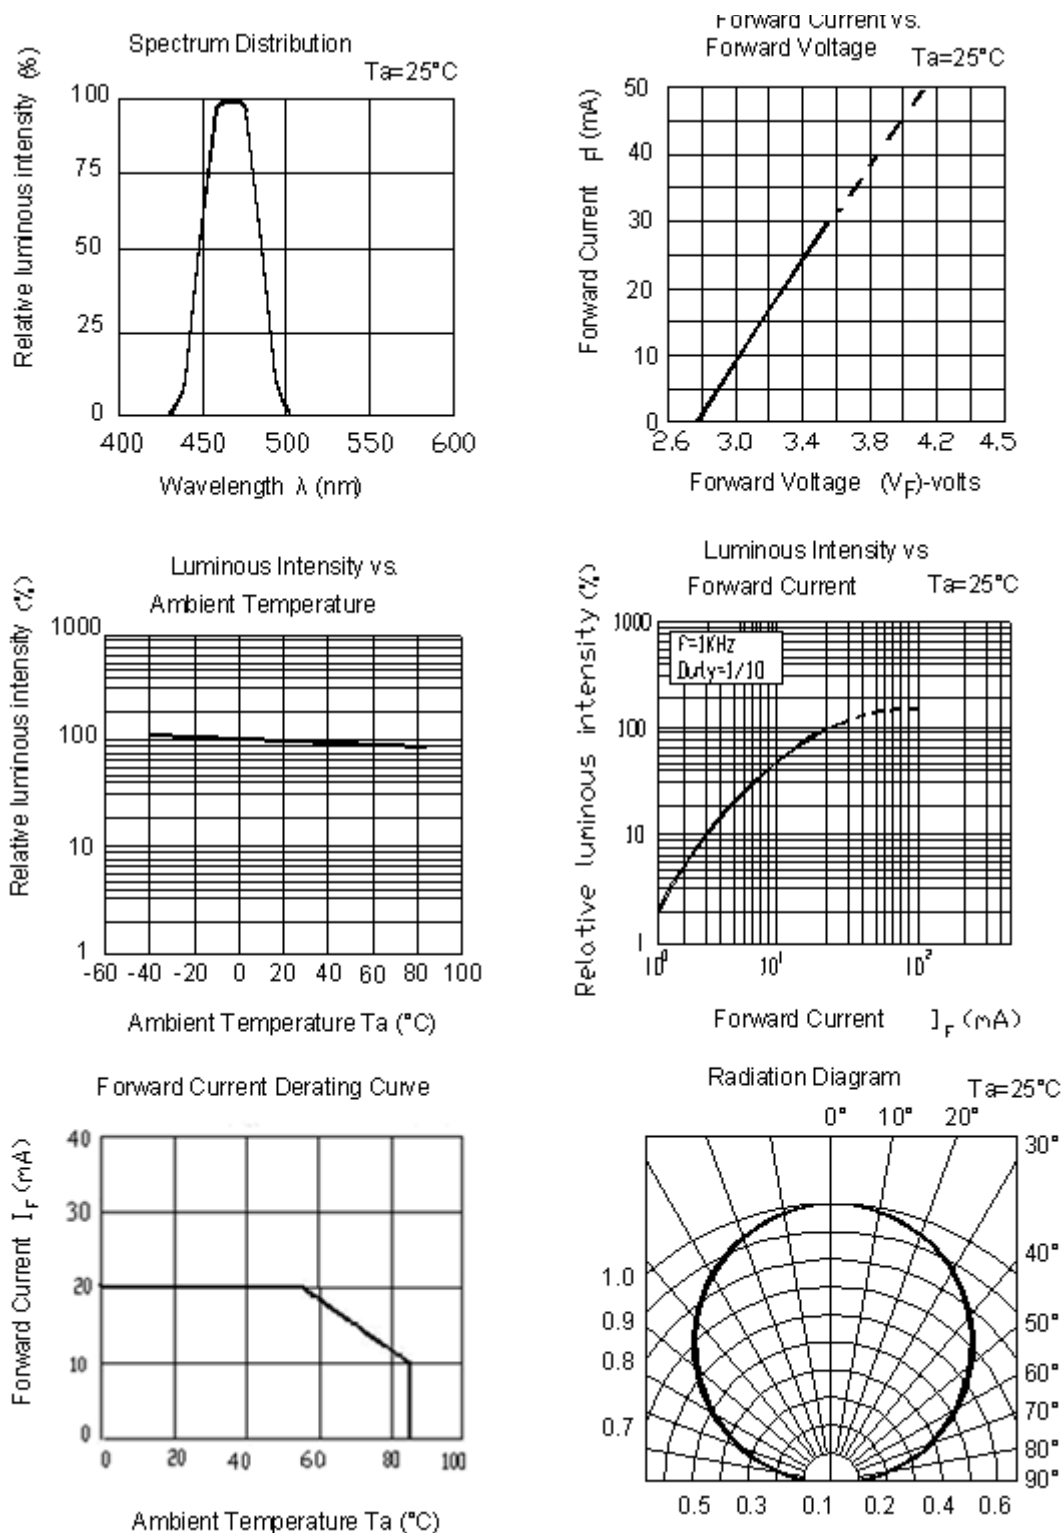 Spectrum Distribution
Ta=25°C
Relative luminous intensity (%)
100
75
50
25
0
400 450 500 550 600
Wavelength λ (nm)
Forward Current vs.
Forward Voltage
Ta=25°C
Forward Current FI (mA)
50
40
30
20
10
0
2.6 3.0 3.4 3.8 4.2 4.5
Forward Voltage (VF)-volts
Luminous Intensity vs.
Ambient Temperature
Relative luminous intensity (%)
1000
100
10
1
-60 -40 -20 0 20 40 60 80 100
Ambient Temperature Ta (°C)
Luminous Intensity vs
Forward Current
Ta=25°C
Relative luminous intensity (%)
F=1KHz
Duty=1/10
1000
100
10
1
10⁰ 10¹ 10²
Forward Current IF (mA)
Forward Current Derating Curve
Forward Current IF (mA)
40
30
20
10
0
0 20 40 60 80 100
Ambient Temperature Ta (°C)
Radiation Diagram
Ta=25°C
0° 10° 20°
30°
40°
50°
60°
70°
80°
90°
1.0
0.9
0.8
0.7
0.5 0.3 0.1 0.2 0.4 0.6